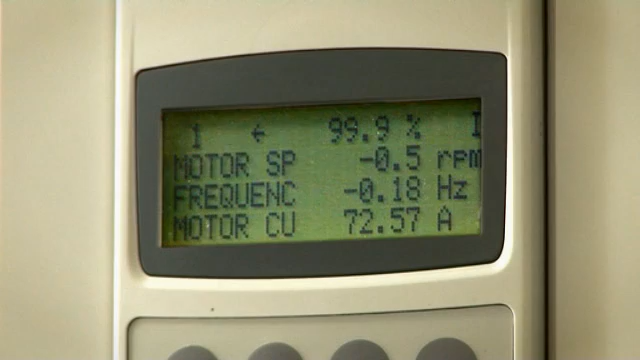 1 ← 99.9 % I
MOTOR SP -0.5 rpm
FREQUENC -0.18 Hz
MOTOR CU 72.57 A